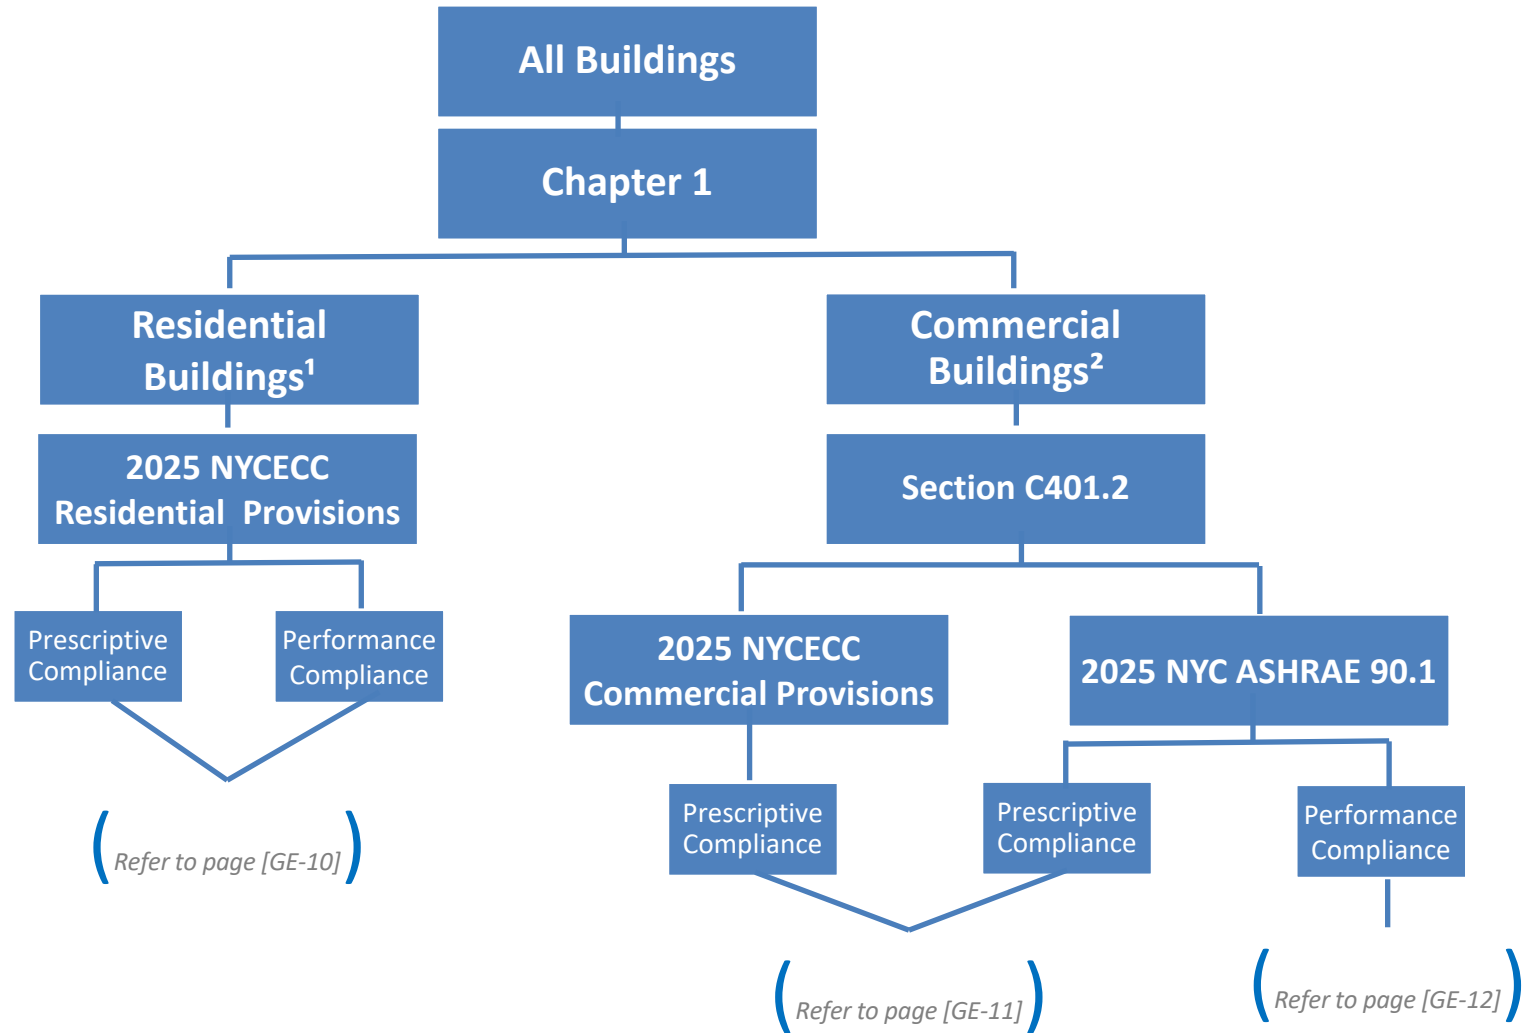 All Buildings
Chapter 1
Residential
Buildings¹
Commercial
Buildings²
2025 NYCECC
Residential Provisions
Section C401.2
Prescriptive
Compliance
Performance
Compliance
2025 NYCECC
Commercial Provisions
2025 NYC ASHRAE 90.1
Prescriptive
Compliance
Prescriptive
Compliance
Performance
Compliance
(Refer to page [GE-10])
(Refer to page [GE-11])
(Refer to page [GE-12])